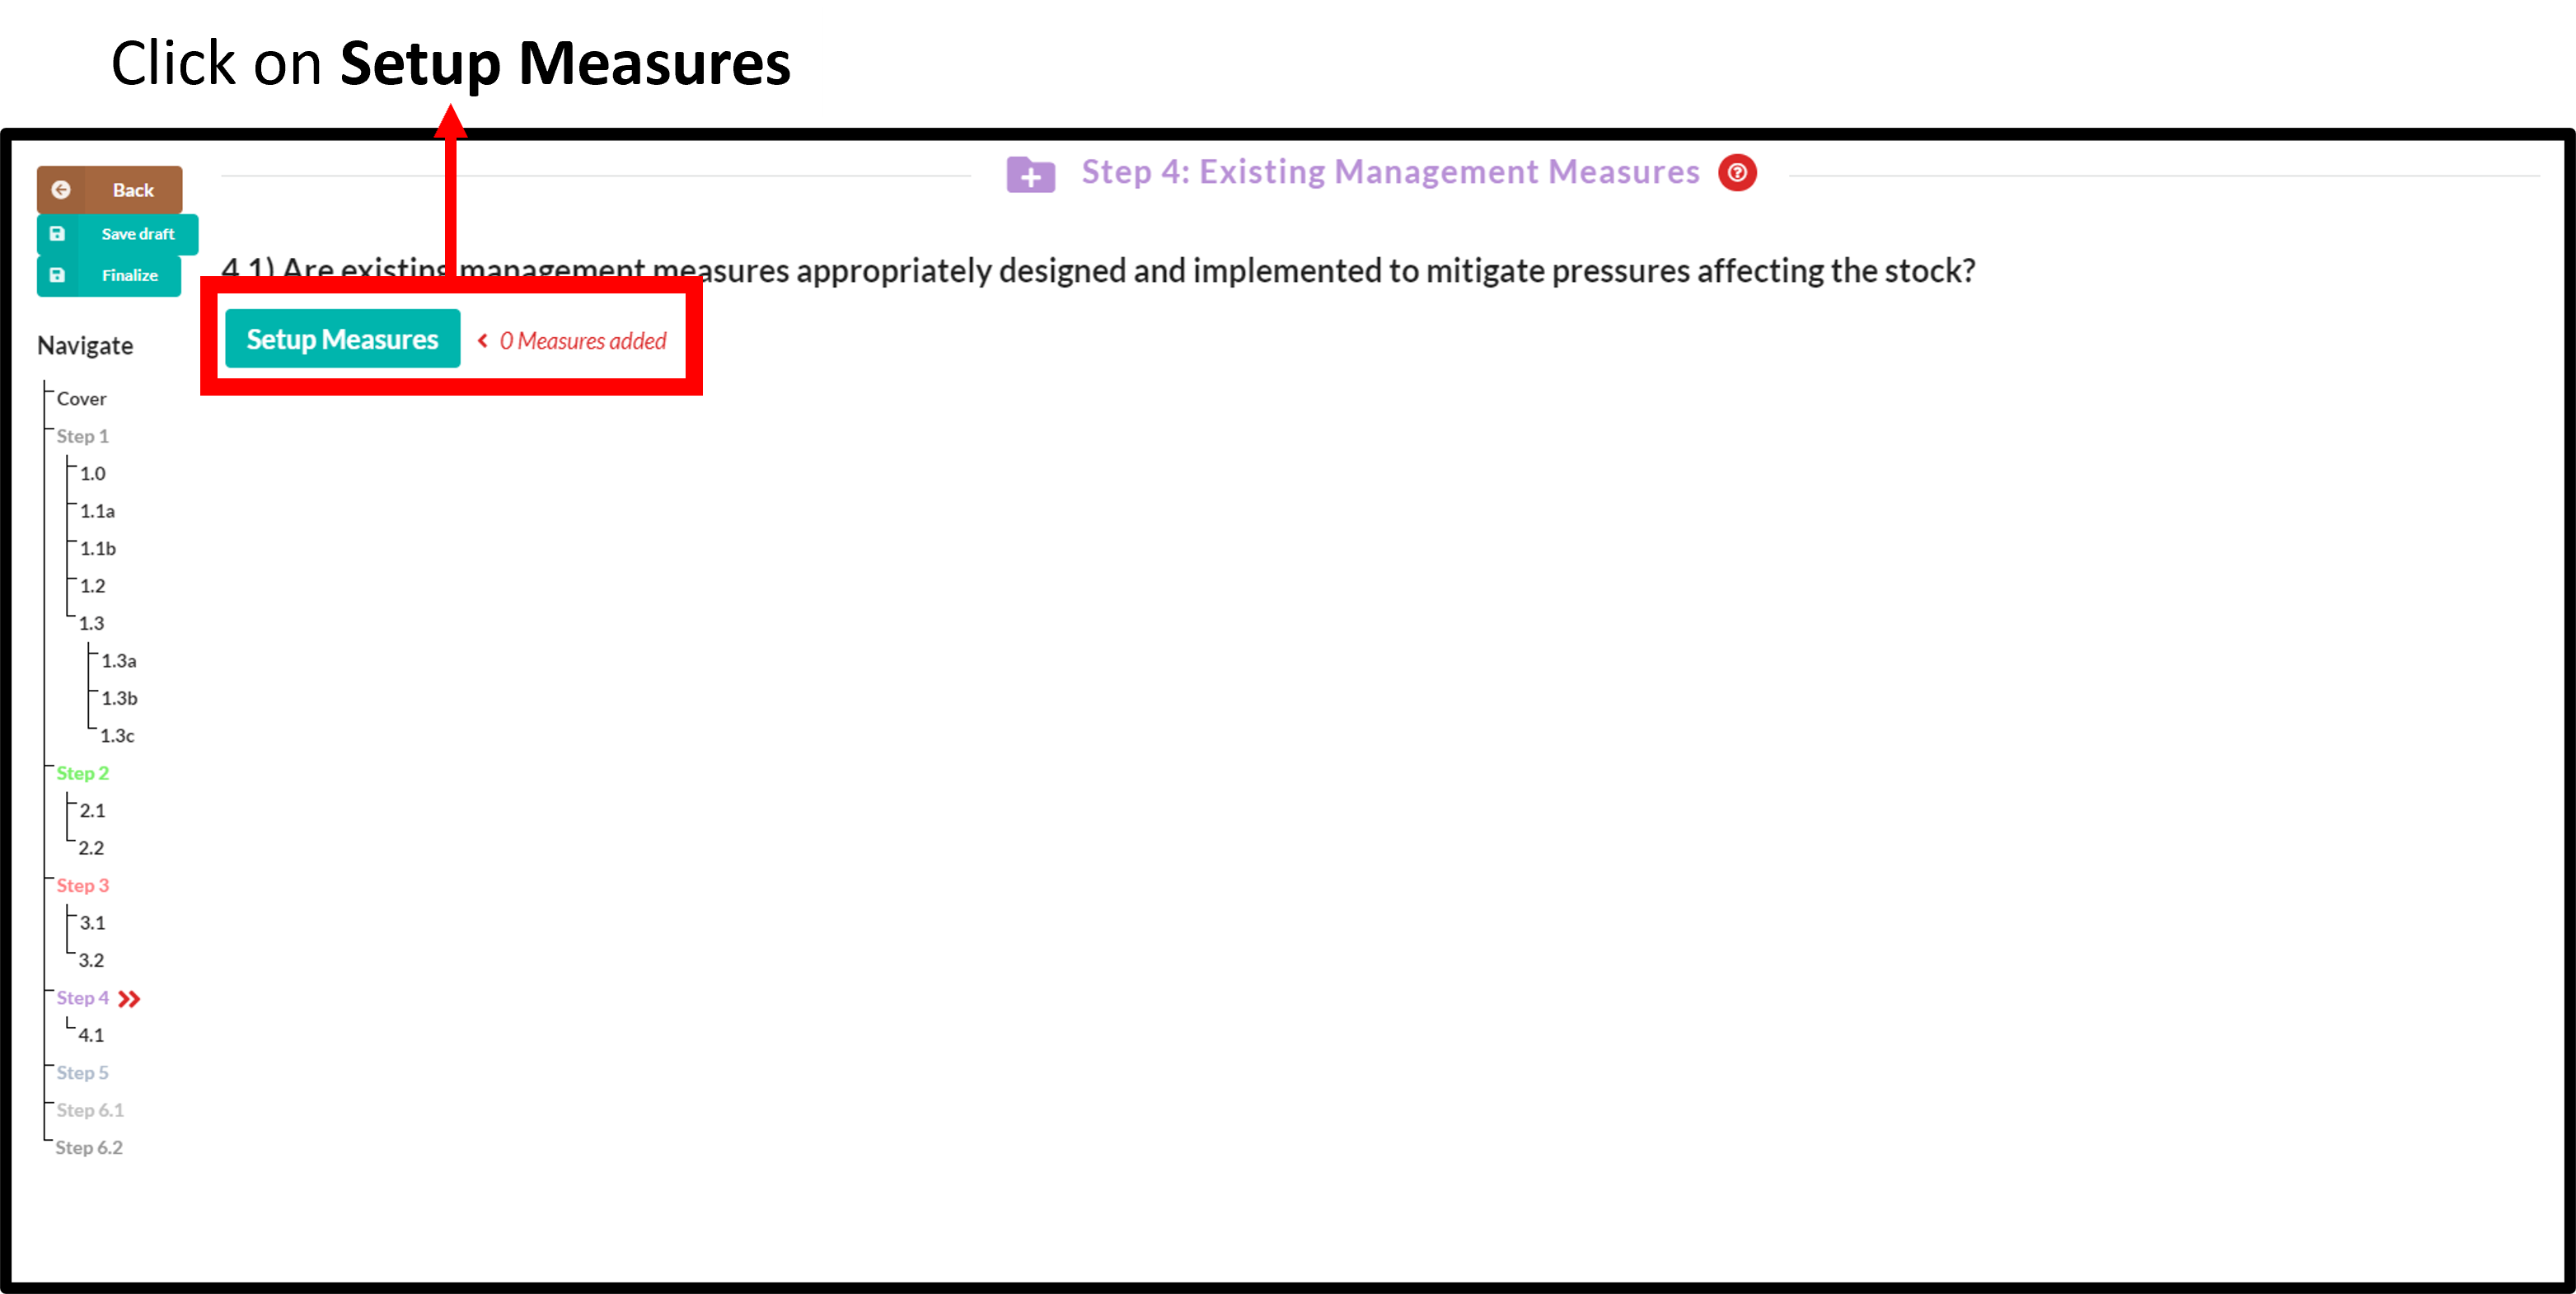 Click on Setup Measures
Back
Save draft
Finalize
Step 4: Existing Management Measures
4.1) Are existing management measures appropriately designed and implemented to mitigate pressures affecting the stock?
Setup Measures
0 Measures added
Navigate
Cover
Step 1
1.0
1.1a
1.1b
1.2
1.3
1.3a
1.3b
1.3c
Step 2
2.1
2.2
Step 3
3.1
3.2
Step 4
4.1
Step 5
Step 6.1
Step 6.2